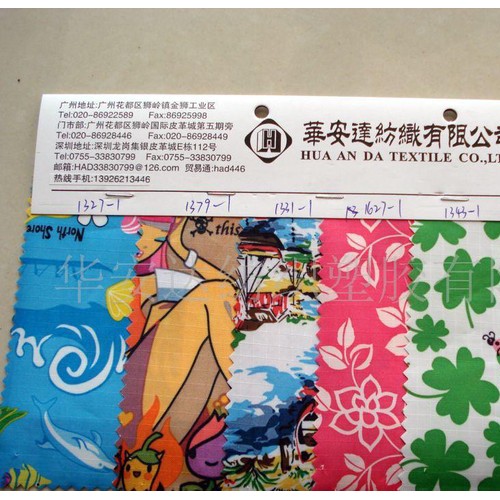 广州地址:广州花都区狮岭镇金狮工业区
Tel:020-86922589 Fax:86925998
门市部:广州花都区狮岭国际皮革城第五期旁
Tel:020-86928446 Fax:020-86928449
深圳地址:深圳龙岗集银皮革城E栋112号
Tel:0755-33830799 Fax:0755-33830799
邮箱:HAD33830799@126.com 贸易通:had446
热线手机:13926213446
華安達紡織有限公司
HUA AN DA TEXTILE CO.,LT
1327-1 1379-1 1331-1 1627-1 1343-1
North Shore
this